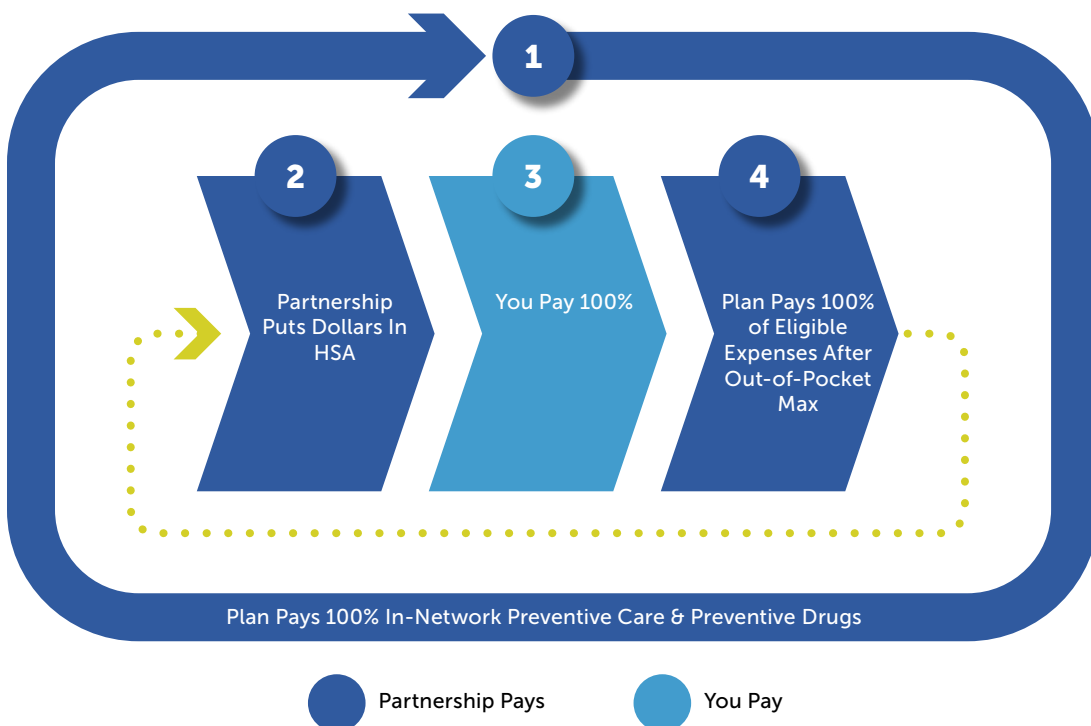 1
2
3
4
Partnership
Puts Dollars In
HSA
You Pay 100%
Plan Pays 100%
of Eligible
Expenses After
Out-of-Pocket
Max
Plan Pays 100% In-Network Preventive Care & Preventive Drugs
Partnership Pays
You Pay